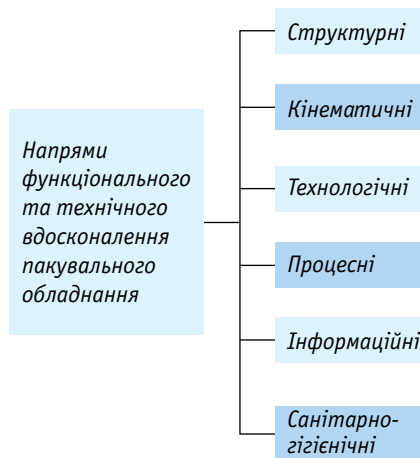 Напрями
функціонального
та технічного
вдосконалення
пакувального
обладнання
Структурні
Кінематичні
Технологічні
Процесні
Інформаційні
Санітарно-
гігієнічні